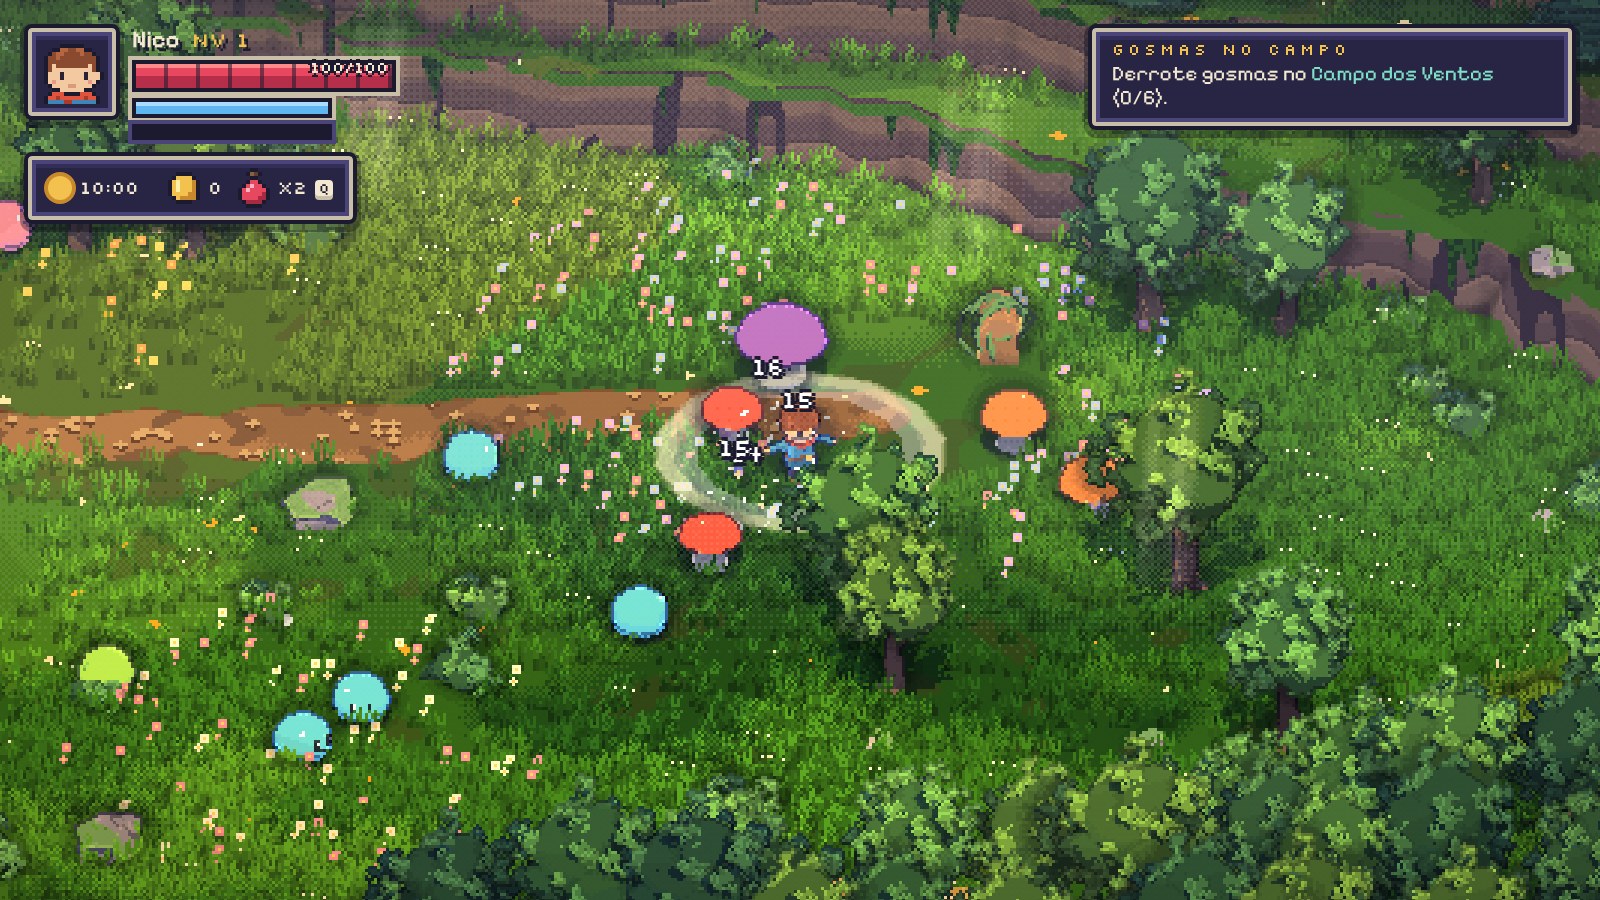 Nico NV 1
100/100
10:00 0 X2 Q
GOSMAS NO CAMPO
Derrote gosmas no Campo dos Ventos
(0/6).
16
15
15+